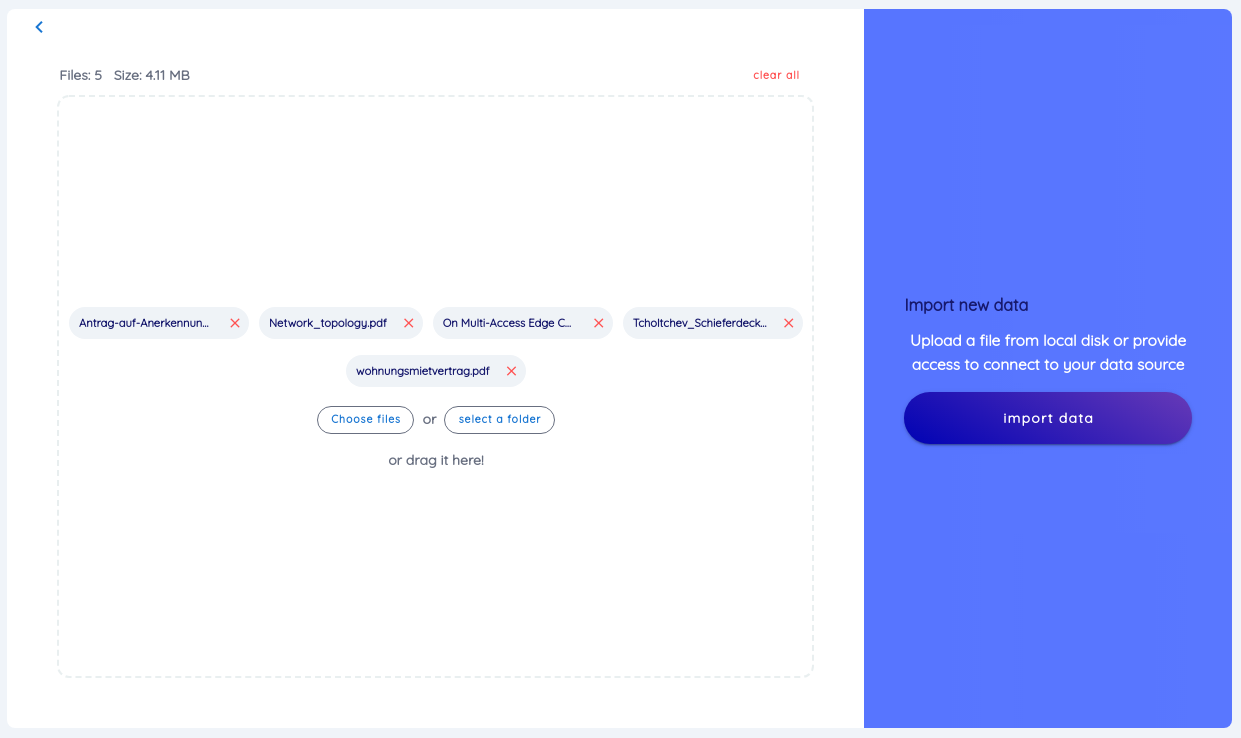 Files: 5 Size: 4.11 MB
clear all
Antrag-auf-Anerkennun...
Network_topology.pdf
On Multi-Access Edge C...
Tcholtchev_Schieferdeck...
wohnungsmietvertrag.pdf
Choose files or select a folder
or drag it here!
Import new data
Upload a file from local disk or provide
access to connect to your data source
import data